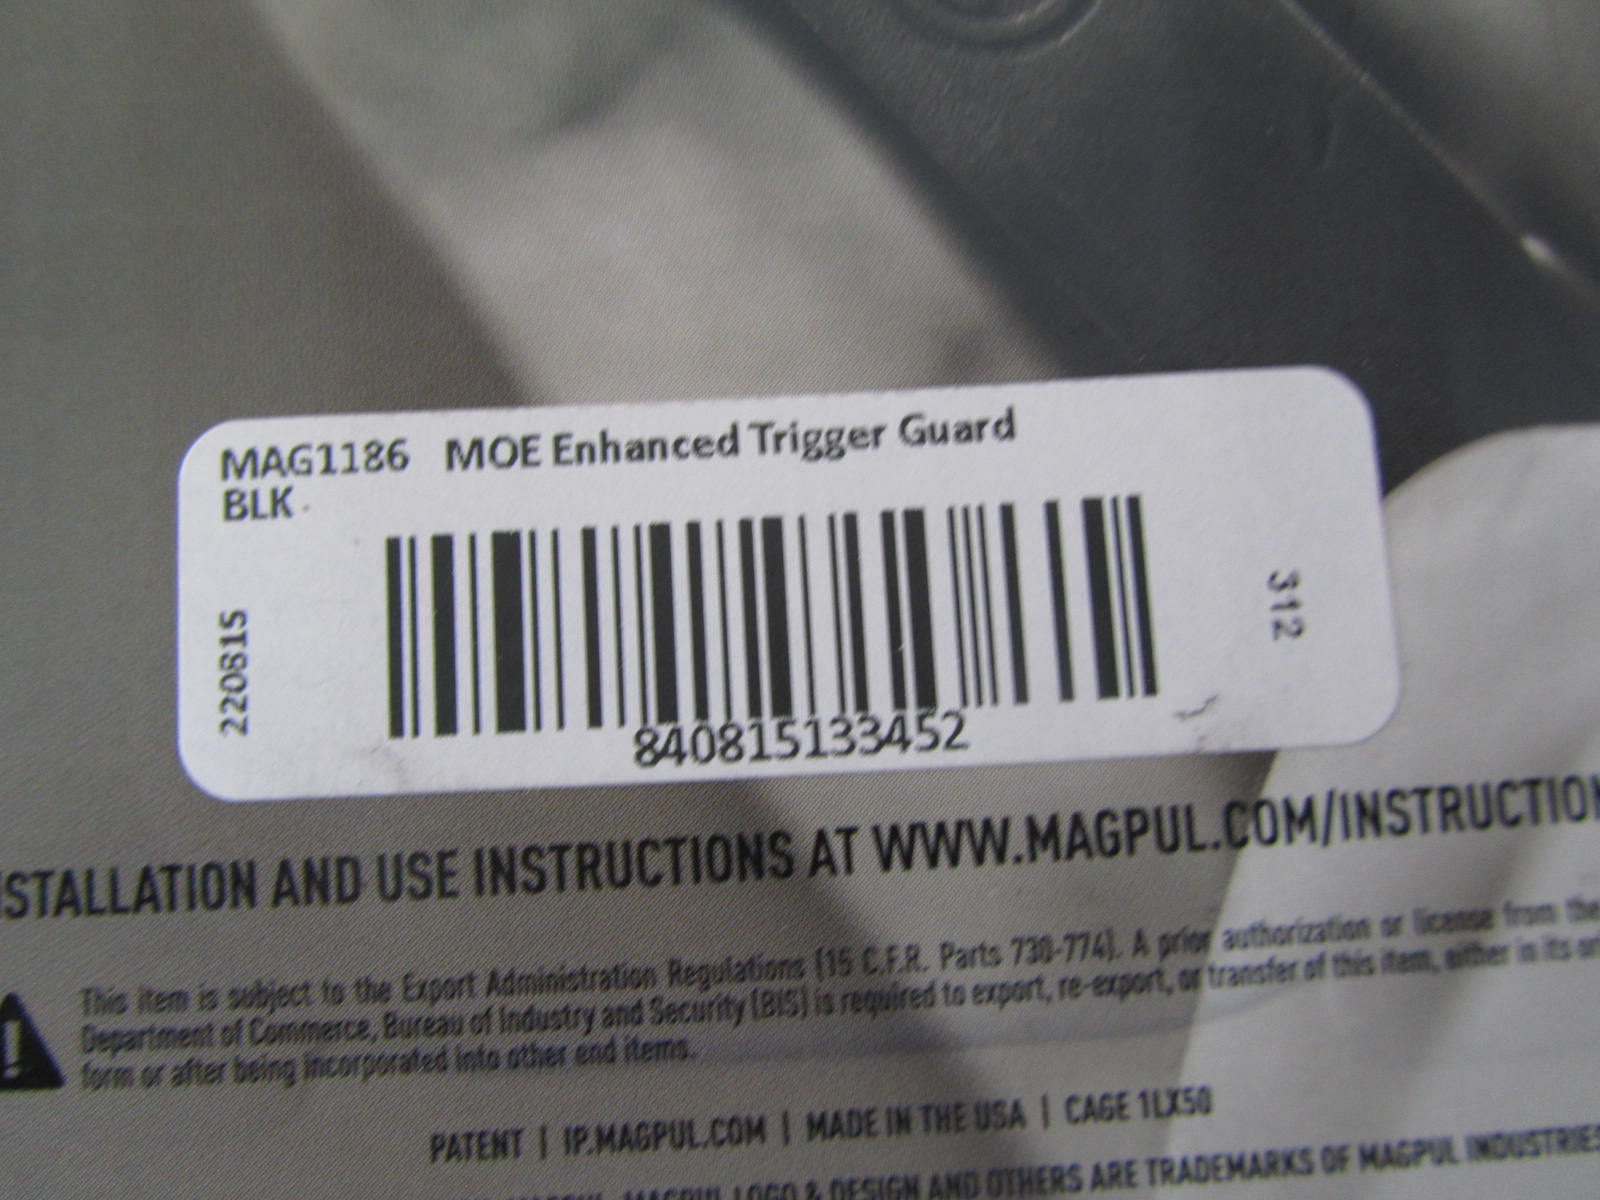 MAG1186 MOE Enhanced Trigger Guard
BLK
220815
312
840815133452
ISTALLATION AND USE INSTRUCTIONS AT WWW.MAGPUL.COM/INSTRUCTION
This item is subject to the Export Administration Regulations (15 C.F.R. Parts 730-774). A prior authorization or license from the
Department of Commerce, Bureau of Industry and Security (BIS) is required to export, re-export, or transfer of this item, either in its
form or after being incorporated into other end items.
PATENT | IP.MAGPUL.COM | MADE IN THE USA | CAGE 1LX50
MAGPUL LOGO & DESIGN AND OTHERS ARE TRADEMARKS OF MAGPUL INDUSTRIES